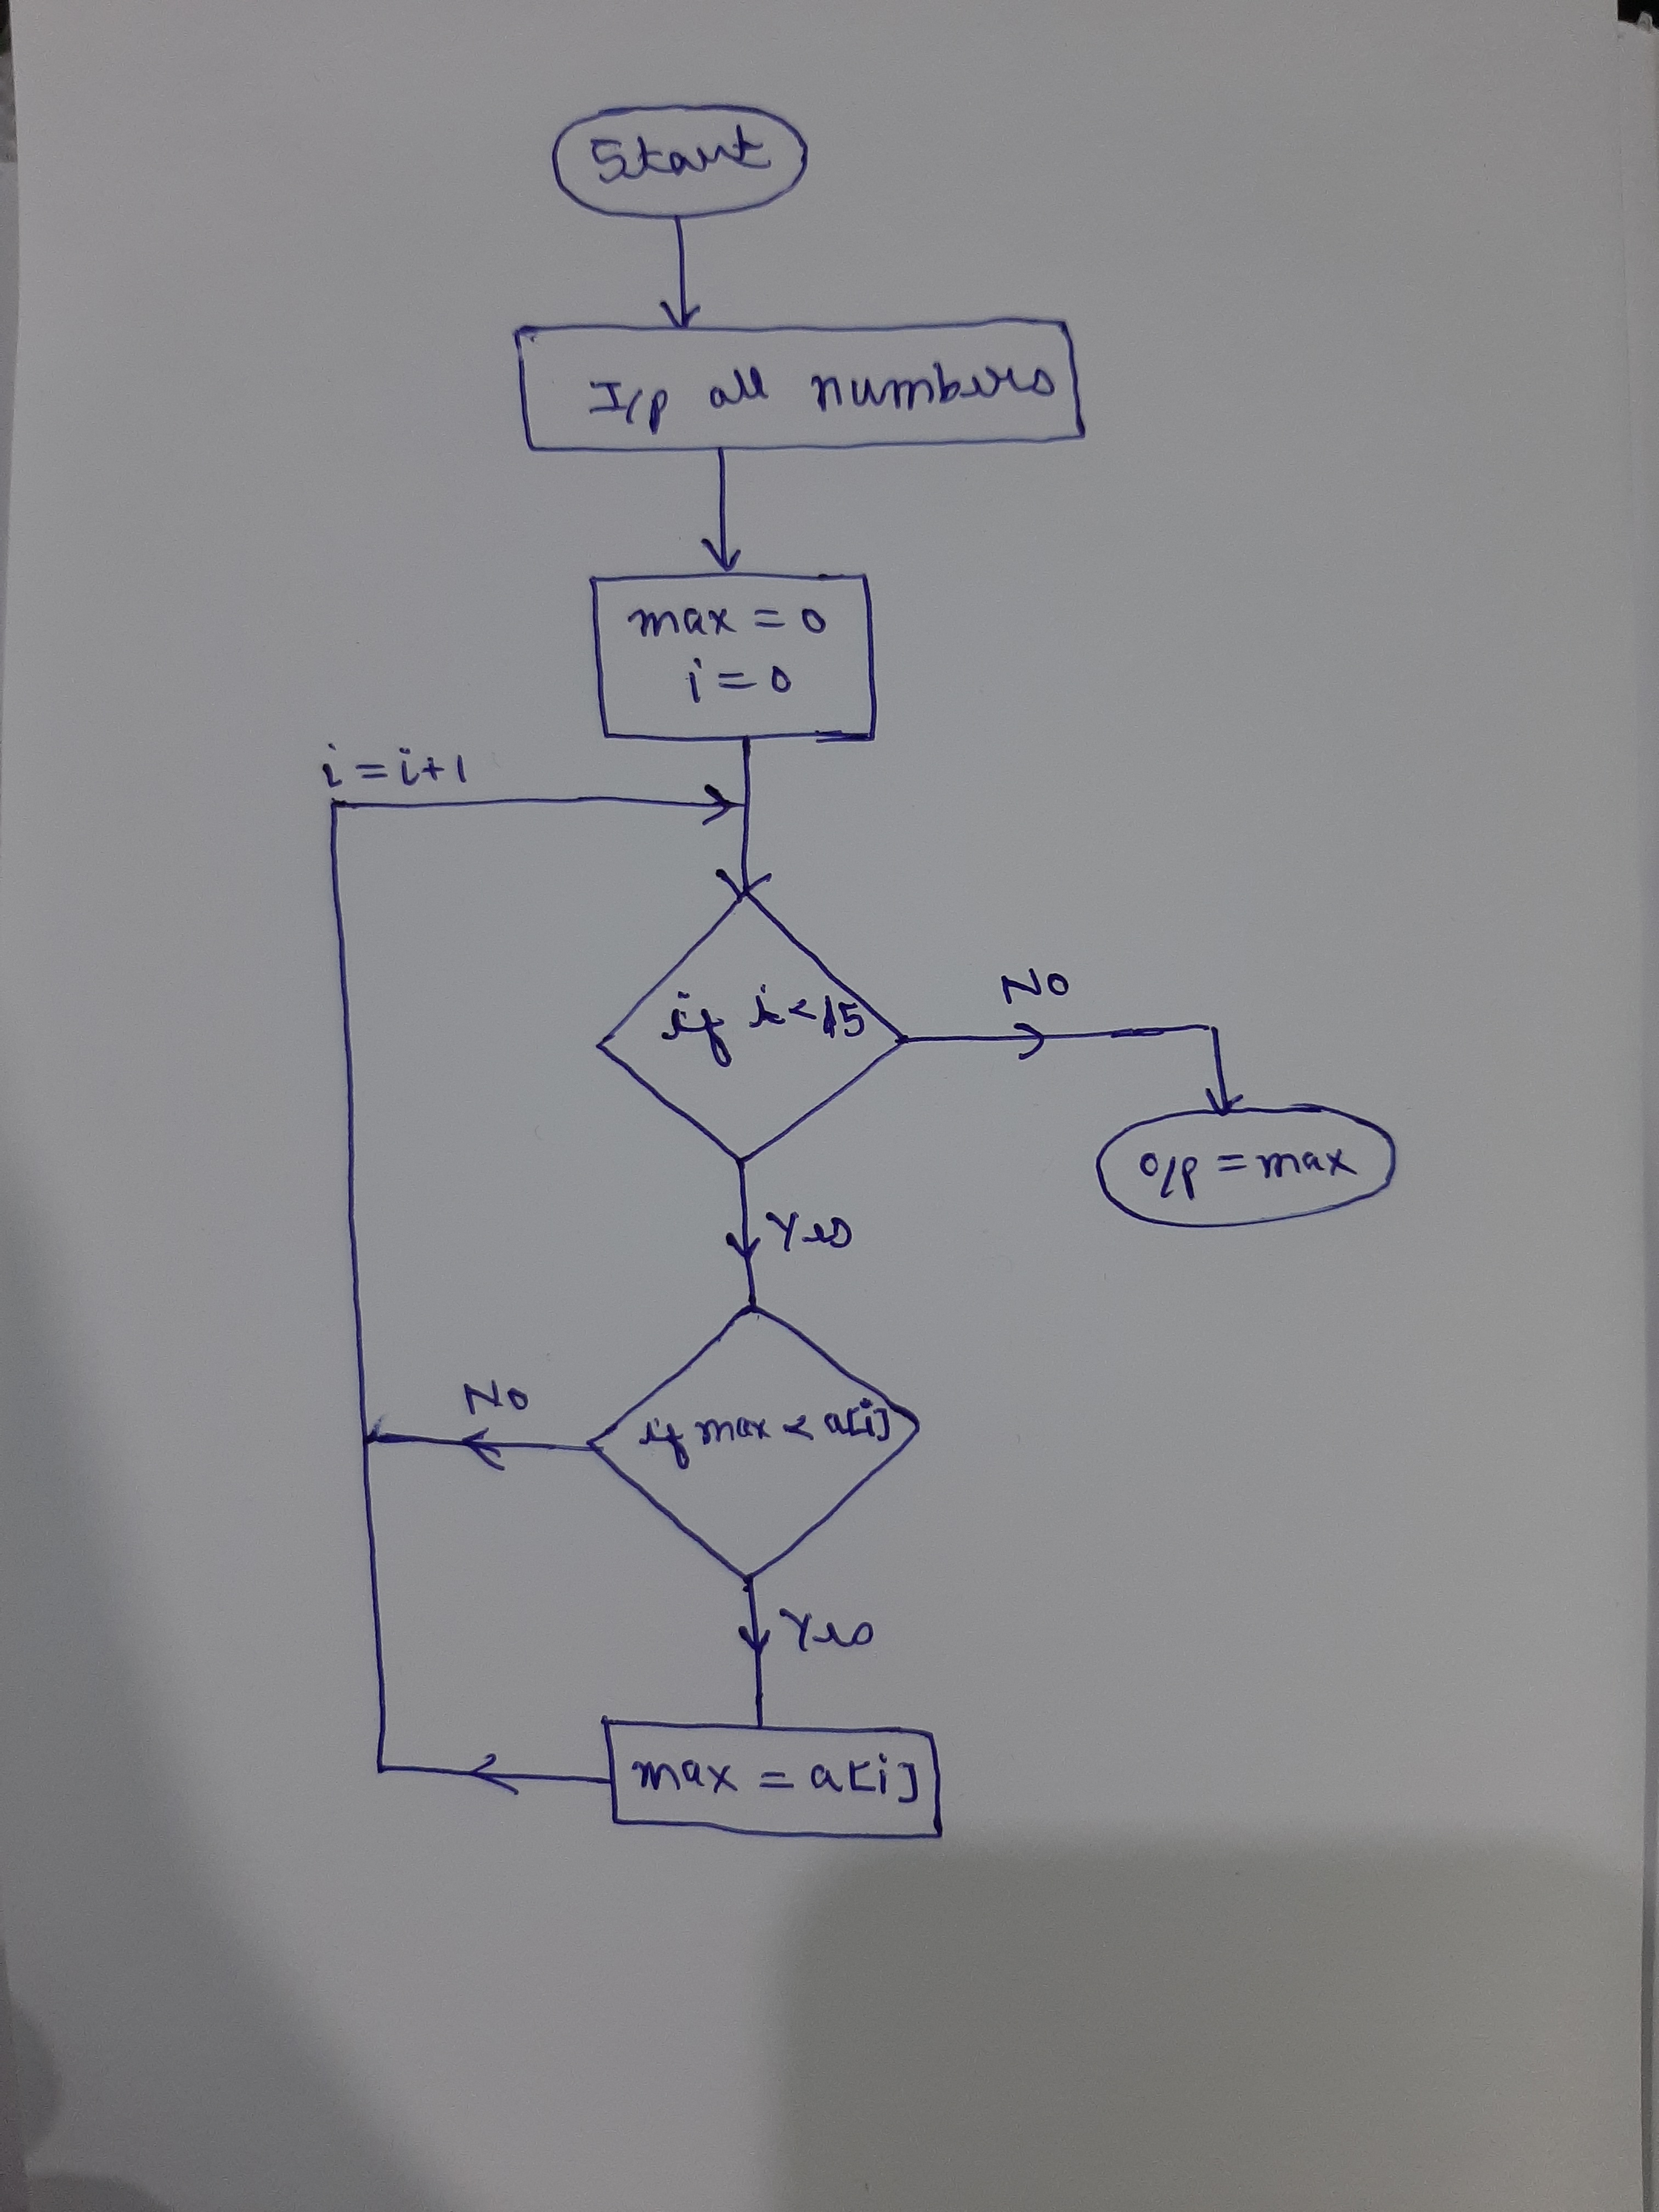 Start
I/p all numbers
max = 0
i = 0
i = i+1
if i < 15
No
o/p = max
Yes
if max < a[i]
No
Yes
max = a[i]